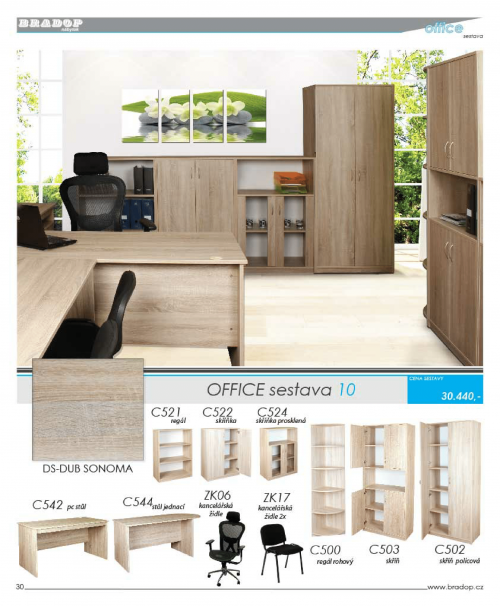 BRADOP
nábytek
office
sestava
OFFICE sestava 10
CENA SESTAVY
30.440,-
DS-DUB SONOMA
C521
regál
C522
skříňka
C524
skříňka prosklená
C542 pc stůl
C544 stůl jednací
ZK06
kancelářská
židle
ZK17
kancelářská
židle 2x
C500
regál rohový
C503
skříň
C502
skříň policová
30
www.bradop.cz